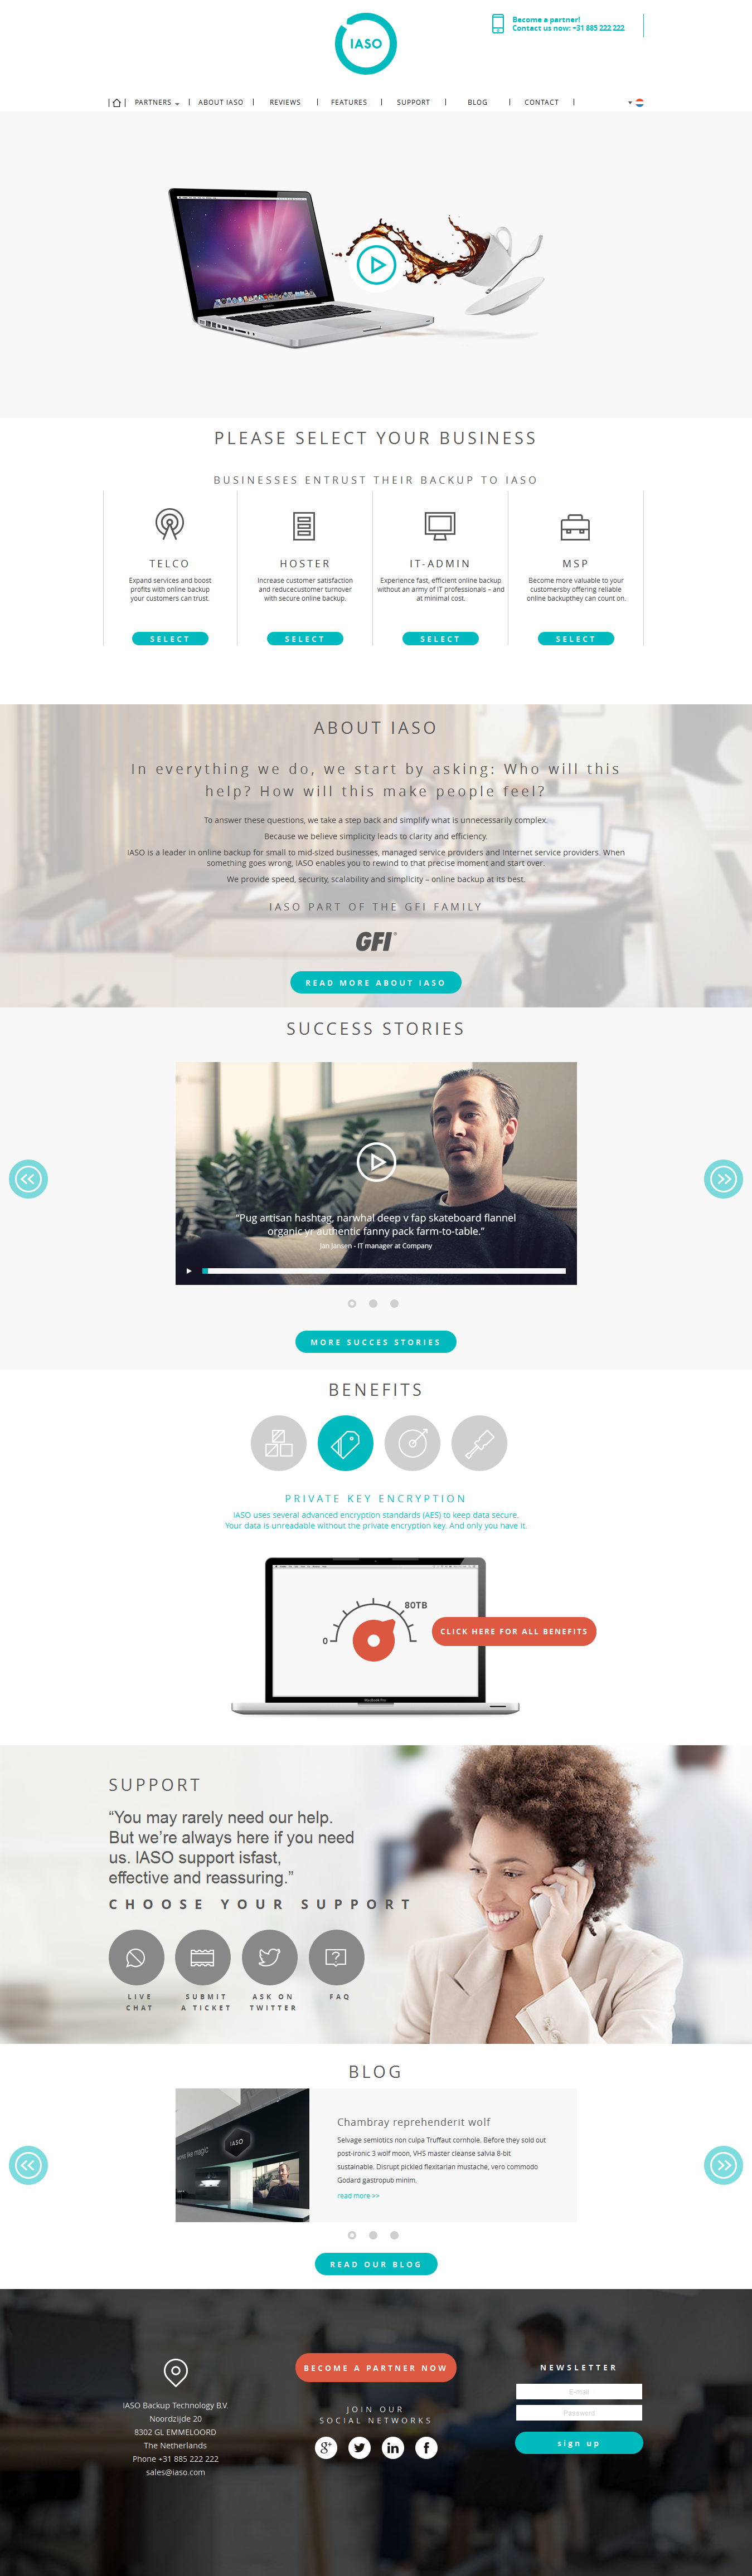 IASO
Become a partner!
Contact us now: +31 885 222 222
PARTNERS
ABOUT IASO
REVIEWS
FEATURES
SUPPORT
BLOG
CONTACT
PLEASE SELECT YOUR BUSINESS
BUSINESSES ENTRUST THEIR BACKUP TO IASO
TELCO
Expand services and boost
profits with online backup
your customers can trust.
SELECT
HOSTER
Increase customer satisfaction
and reducecustomer turnover
with secure online backup.
SELECT
IT-ADMIN
Experience fast, efficient online backup
without an army of IT professionals – and
at minimal cost.
SELECT
MSP
Become more valuable to your
customersby offering reliable
online backupthey can count on.
SELECT
ABOUT IASO
In everything we do, we start by asking: Who will this
help? How will this make people feel?
To answer these questions, we take a step back and simplify what is unnecessarily complex.
Because we believe simplicity leads to clarity and efficiency.
IASO is a leader in online backup for small to mid-sized businesses, managed service providers and Internet service providers. When
something goes wrong, IASO enables you to rewind to that precise moment and start over.
We provide speed, security, scalability and simplicity – online backup at its best.
IASO PART OF THE GFI FAMILY
GFI®
READ MORE ABOUT IASO
SUCCESS STORIES
“Pug artisan hashtag, narwhal deep v fap skateboard flannel
organic yr authentic fanny pack farm-to-table.”
Jan Jansen - IT manager at Company
MORE SUCCES STORIES
BENEFITS
PRIVATE KEY ENCRYPTION
IASO uses several advanced encryption standards (AES) to keep data secure.
Your data is unreadable without the private encryption key. And only you have it.
80TB
0
CLICK HERE FOR ALL BENEFITS
MacBook Pro
SUPPORT
“You may rarely need our help.
But we’re always here if you need
us. IASO support isfast,
effective and reassuring.”
CHOOSE YOUR SUPPORT
LIVE
CHAT
SUBMIT
A TICKET
ASK ON
TWITTER
FAQ
BLOG
IASO
Chambray reprehenderit wolf
Selvage semiotics non culpa Truffaut cornhole. Before they sold out
post-ironic 3 wolf moon, VHS master cleanse salvia 8-bit
sustainable. Disrupt pickled flexitarian mustache, vero commodo
Godard gastropub minim.
read more >>
READ OUR BLOG
IASO Backup Technology B.V.
Noordzijde 20
8302 GL EMMELOORD
The Netherlands
Phone +31 885 222 222
sales@iaso.com
BECOME A PARTNER NOW
JOIN OUR
SOCIAL NETWORKS
NEWSLETTER
E-mail
Password
sign up